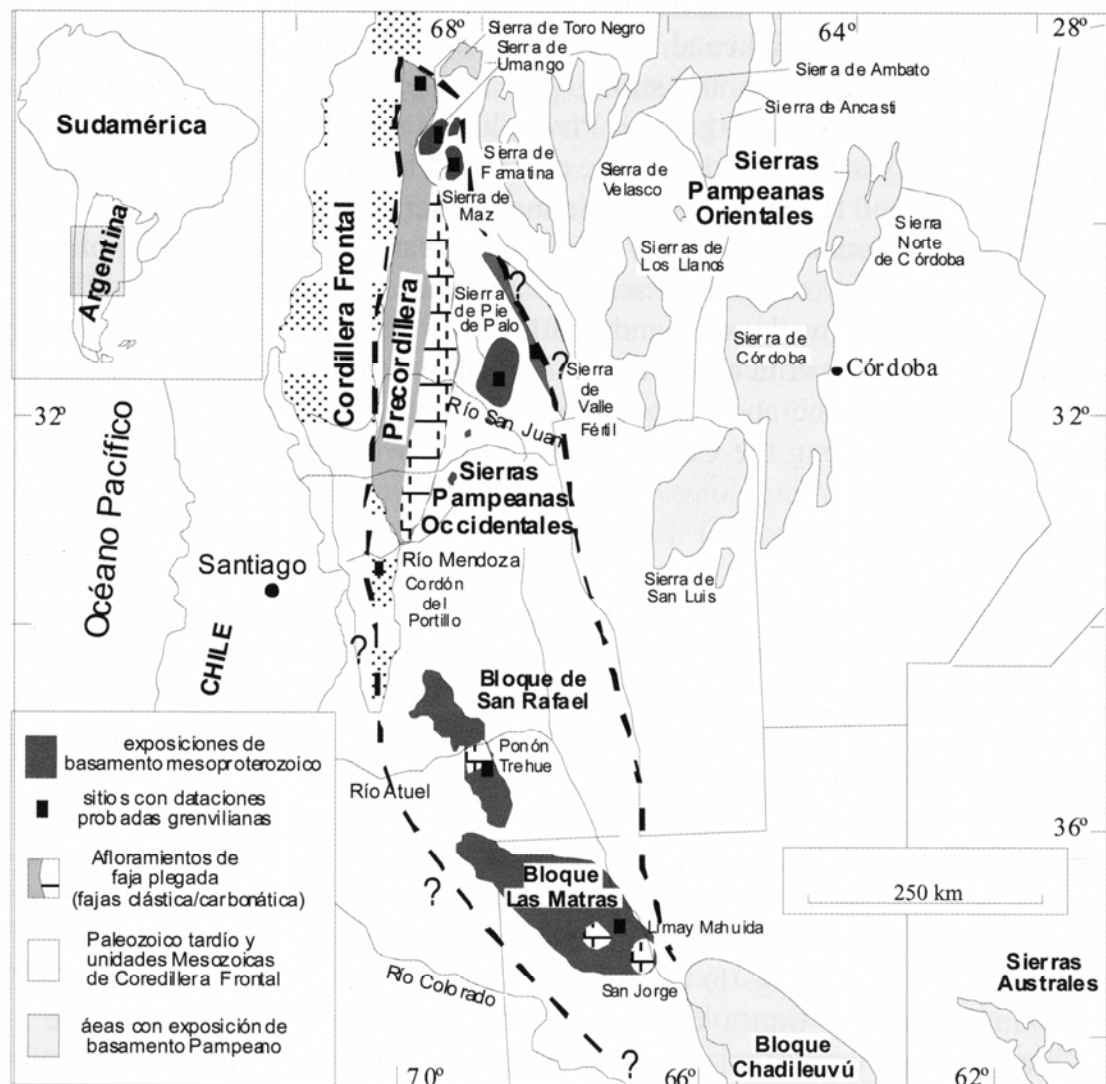 68º
64º
28º
Sierra de Toro Negro
Sierra de
Umango
Sierra de Ambato
Sierra de Ancasti
Sudamérica
Argentina
Sierra de
Famatina
Sierra de
Velasco
Sierras
Pampeanas
Orientales
Sierra de
Maz
Sierra
Norte
de Córdoba
Sierras de
Los Llanos
Cordillera Frontal
Precordillera
?
Sierra
de Pie
de Palo
Sierra de
Córdoba
Córdoba
?
Sierra
de
Valle
Fértil
32º
32º
Río San Juan
Océano Pacífico
Sierras
Pampeanas
Occidentales
Santiago
Río Mendoza
Cordón
del
Portillo
Sierra de
San Luis
CHILE
?
Bloque de
San Rafael
Ponón
Trehue
Río Atuel
36º
Bloque
Las Matras
250 km
?
Limay Mahuida
Río Colorado
San Jorge
Sierras
Australes
?
Bloque
Chadileuvú
70º
66º
62º
exposiciones de
basamento mesoproterozoico
sitios con dataciones
probadas grenvilianas
Afloramientos de
faja plegada
(fajas clástica/carbonática)
Paleozoico tardío y
unidades Mesozoicas
de Coredillera Frontal
áeas con exposición de
basamento Pampeano